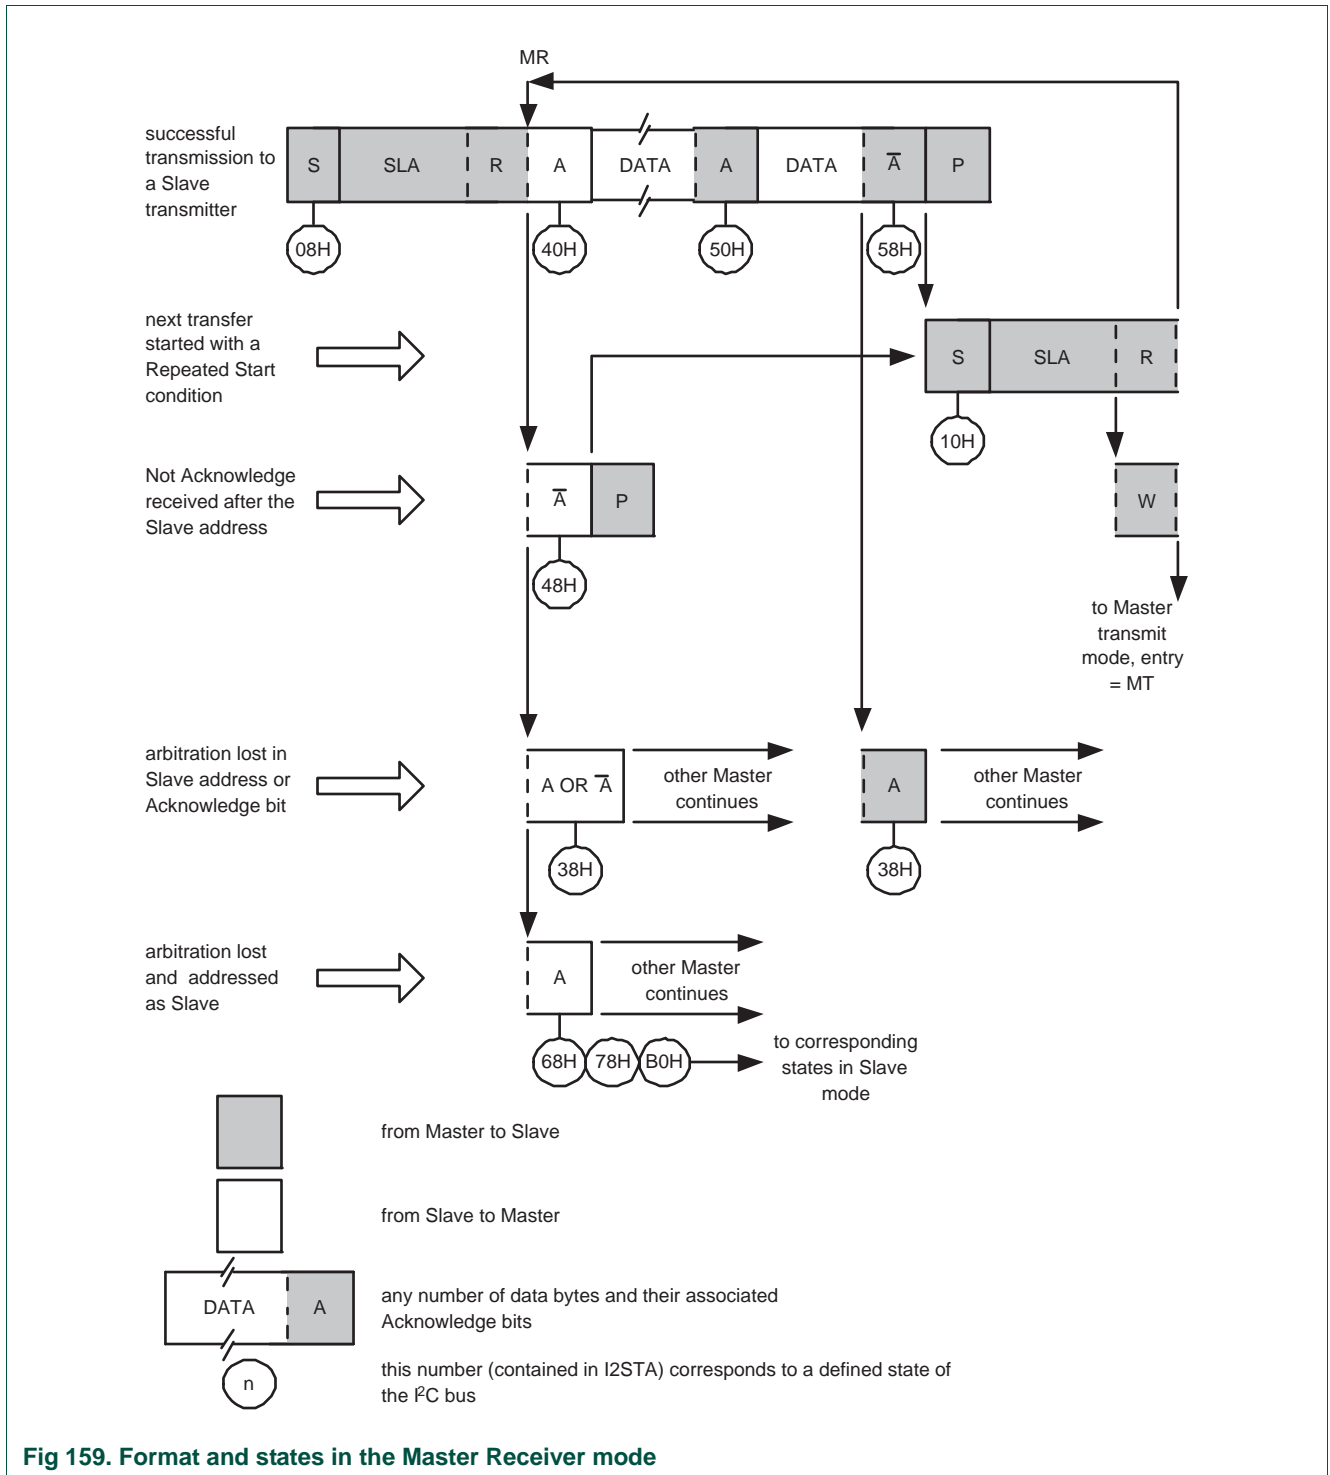 MR
successful
transmission to
a Slave
transmitter
S SLA R A DATA A DATA A̅ P
08H 40H 50H 58H
next transfer
started with a
Repeated Start
condition
S SLA R
10H
Not Acknowledge
received after the
Slave address
A̅ P
W
48H
to Master
transmit
mode, entry
= MT
arbitration lost in
Slave address or
Acknowledge bit
A OR A̅
other Master
continues
A
other Master
continues
38H 38H
arbitration lost
and addressed
as Slave
A
other Master
continues
68H 78H B0H
to corresponding
states in Slave
mode
from Master to Slave
from Slave to Master
DATA A
any number of data bytes and their associated
Acknowledge bits
n
this number (contained in I2STA) corresponds to a defined state of
the I²C bus
Fig 159. Format and states in the Master Receiver mode